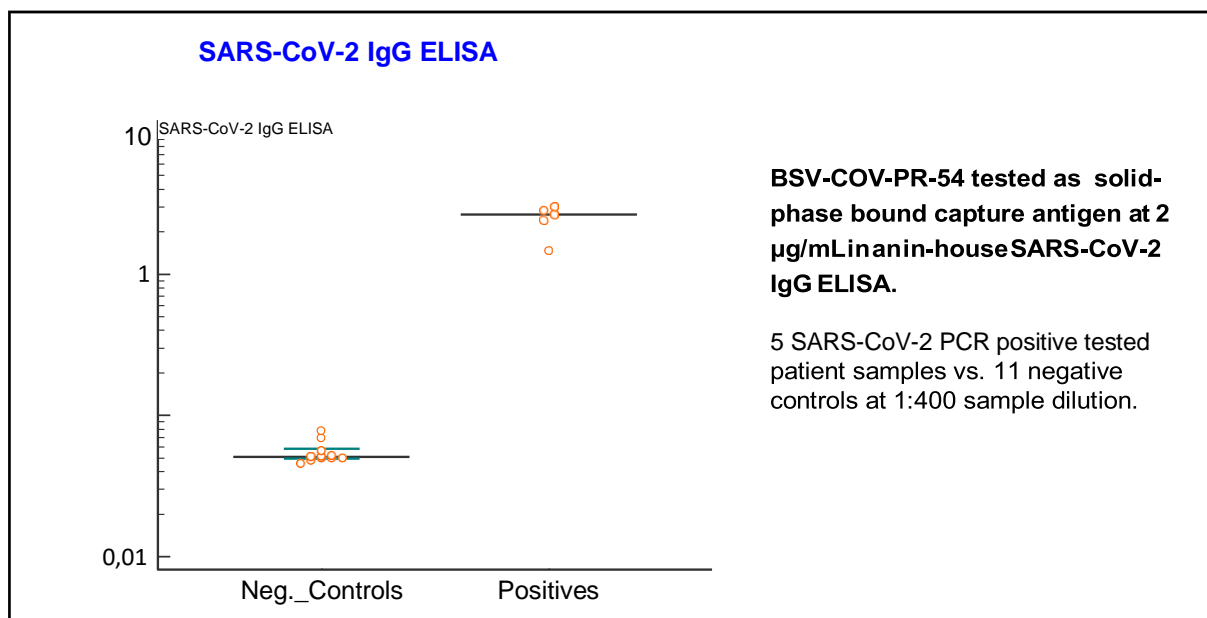 SARS-CoV-2 IgG ELISA
SARS-CoV-2 IgG ELISA
10
1
0,01
Neg._Controls
Positives
BSV-COV-PR-54 tested as solid-
phase bound capture antigen at 2
µg/mLinanin-houseSARS-CoV-2
IgG ELISA.
5 SARS-CoV-2 PCR positive tested
patient samples vs. 11 negative
controls at 1:400 sample dilution.